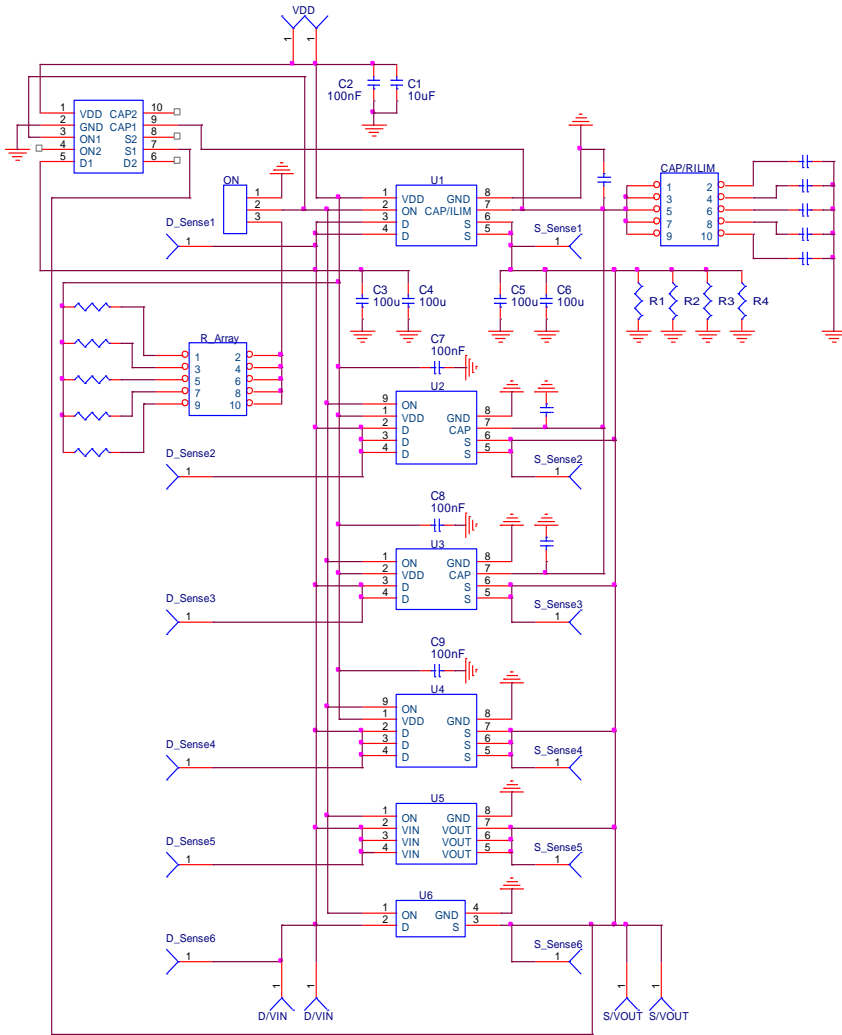 VDD
1 1
C2 C1
100nF 10uF
1 VDD CAP2 10
2 GND CAP1 9
3 ON1 S2 8
4 ON2 S1 7
5 D1 D2 6
ON
1
2
3
U1
1 VDD GND 8
2 ON CAP/ILIM 7
3 D S 6
4 D S 5
CAP/RILIM
1 2
3 4
5 6
7 8
9 10
D_Sense1
1
S_Sense1
1
C3 C4
100u 100u
C5 C6
100u 100u
R1 R2 R3 R4
R_Array
1 2
3 4
5 6
7 8
9 10
C7
100nF
U2
9 ON
1 VDD GND 8
2 D CAP 7
3 D S 6
4 D S 5
D_Sense2
1
S_Sense2
1
C8
100nF
U3
1 ON GND 8
2 VDD CAP 7
3 D S 6
4 D S 5
D_Sense3
1
S_Sense3
1
C9
100nF
U4
9 ON
1 VDD GND 8
2 D S 7
3 D S 6
4 D S 5
D_Sense4
1
S_Sense4
1
U5
1 ON GND 8
2 VIN VOUT 7
3 VIN VOUT 6
4 VIN VOUT 5
D_Sense5
1
S_Sense5
1
U6
1 ON GND 4
2 D S 3
D_Sense6
1
S_Sense6
1
1 1 1 1
D/VIN D/VIN S/VOUT S/VOUT